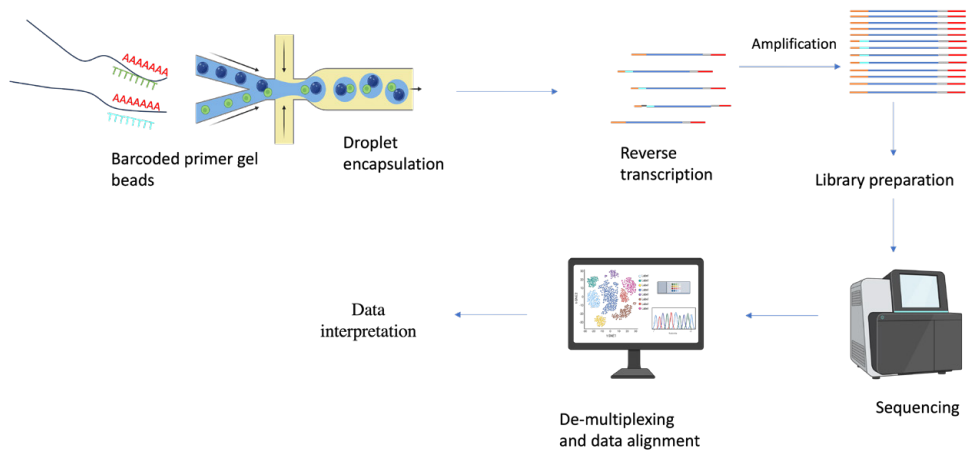 AAAAAAA
AAAAAAA
Barcoded primer gel
beads
Droplet
encapsulation
Reverse
transcription
Amplification
Library preparation
Sequencing
De-multiplexing
and data alignment
Data
interpretation